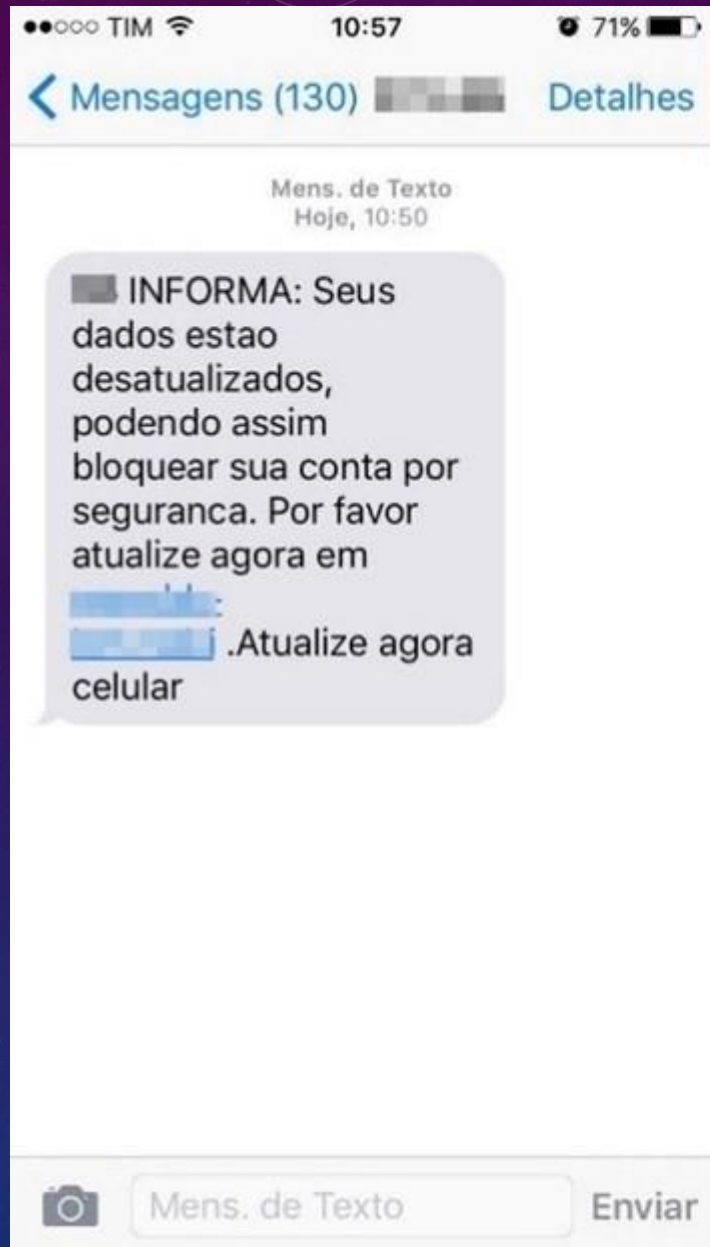 TIM 10:57 71%
Mensagens (130) Detalhes
Mens. de Texto
Hoje, 10:50
INFORMA: Seus
dados estao
desatualizados,
podendo assim
bloquear sua conta por
seguranca. Por favor
atualize agora em
.Atualize agora
celular
Mens. de Texto Enviar